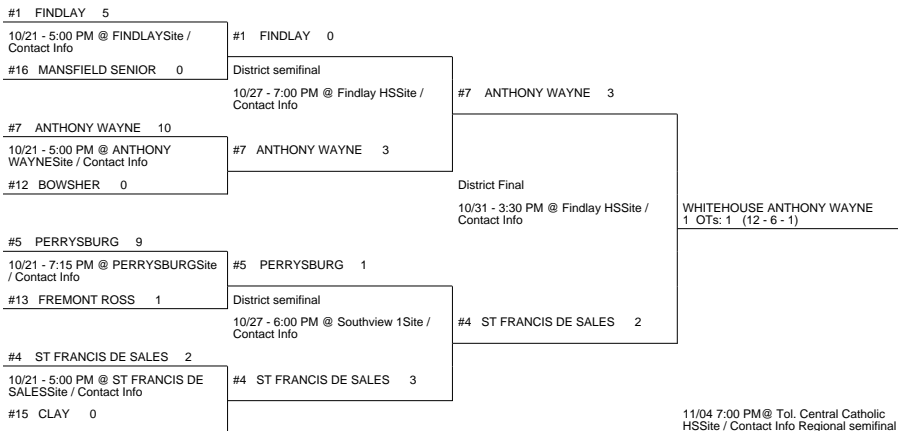 #1 FINDLAY 5
10/21 - 5:00 PM @ FINDLAYSite /
Contact Info
#16 MANSFIELD SENIOR 0
#1 FINDLAY 0
District semifinal
10/27 - 7:00 PM @ Findlay HSSite /
Contact Info
#7 ANTHONY WAYNE 10
10/21 - 5:00 PM @ ANTHONY
WAYNESite / Contact Info
#12 BOWSHER 0
#7 ANTHONY WAYNE 3
#7 ANTHONY WAYNE 3
District Final
10/31 - 3:30 PM @ Findlay HSSite /
Contact Info
#5 PERRYSBURG 9
10/21 - 7:15 PM @ PERRYSBURGSite
/ Contact Info
#13 FREMONT ROSS 1
#5 PERRYSBURG 1
District semifinal
10/27 - 6:00 PM @ Southview 1Site /
Contact Info
#4 ST FRANCIS DE SALES 2
10/21 - 5:00 PM @ ST FRANCIS DE
SALESSite / Contact Info
#15 CLAY 0
#4 ST FRANCIS DE SALES 3
#4 ST FRANCIS DE SALES 2
WHITEHOUSE ANTHONY WAYNE
1 OTs: 1 (12 - 6 - 1)
11/04 7:00 PM@ Tol. Central Catholic
HSSite / Contact Info Regional semifinal